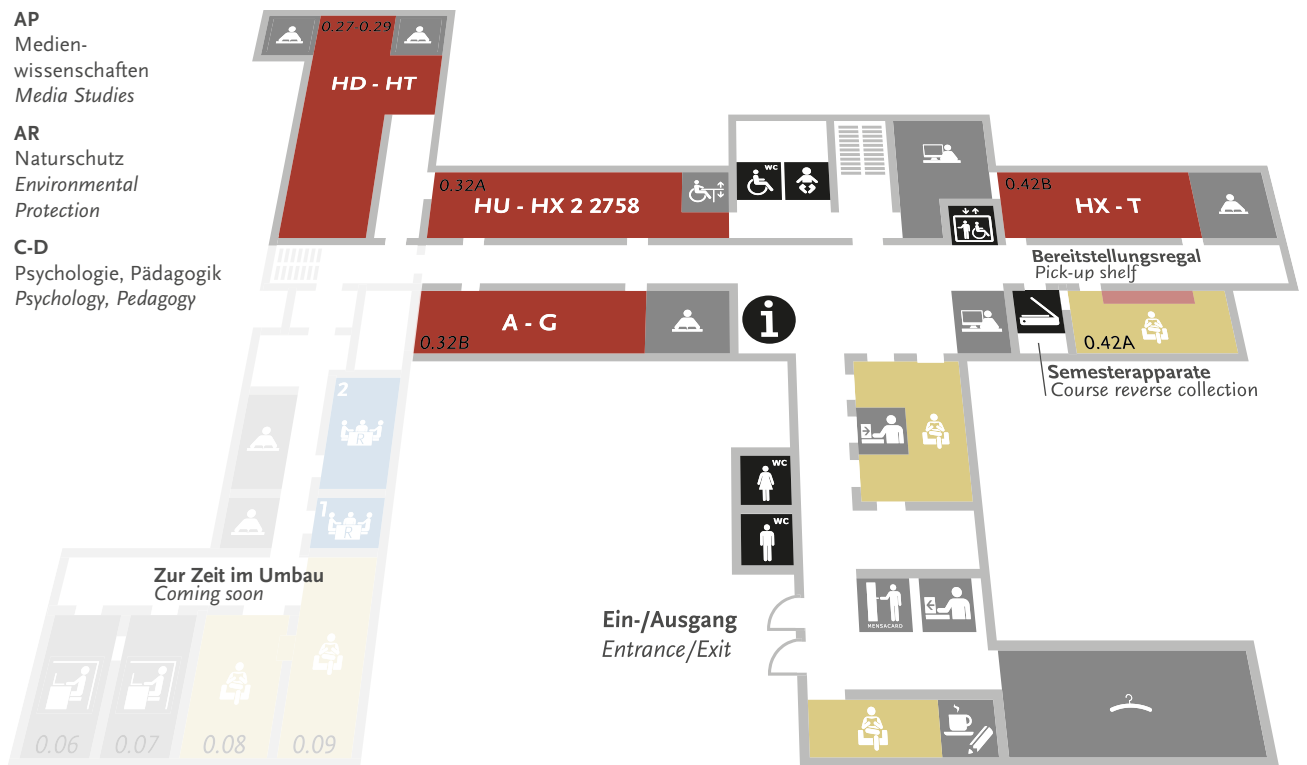 AP
Medien-
wissenschaften
Media Studies
AR
Naturschutz
Environmental
Protection
C-D
Psychologie, Pädagogik
Psychology, Pedagogy
0.27-0.29
HD - HT
0.32A
HU - HX 2 2758
WC
0.42B
HX - T
Bereitstellungsregal
Pick-up shelf
A - G
0.32B
0.42A
Semesterapparate
Course reverse collection
2
R
1
R
WC
WC
Zur Zeit im Umbau
Coming soon
Ein-/Ausgang
Entrance/Exit
MENSACARD
0.06
0.07
0.08
0.09